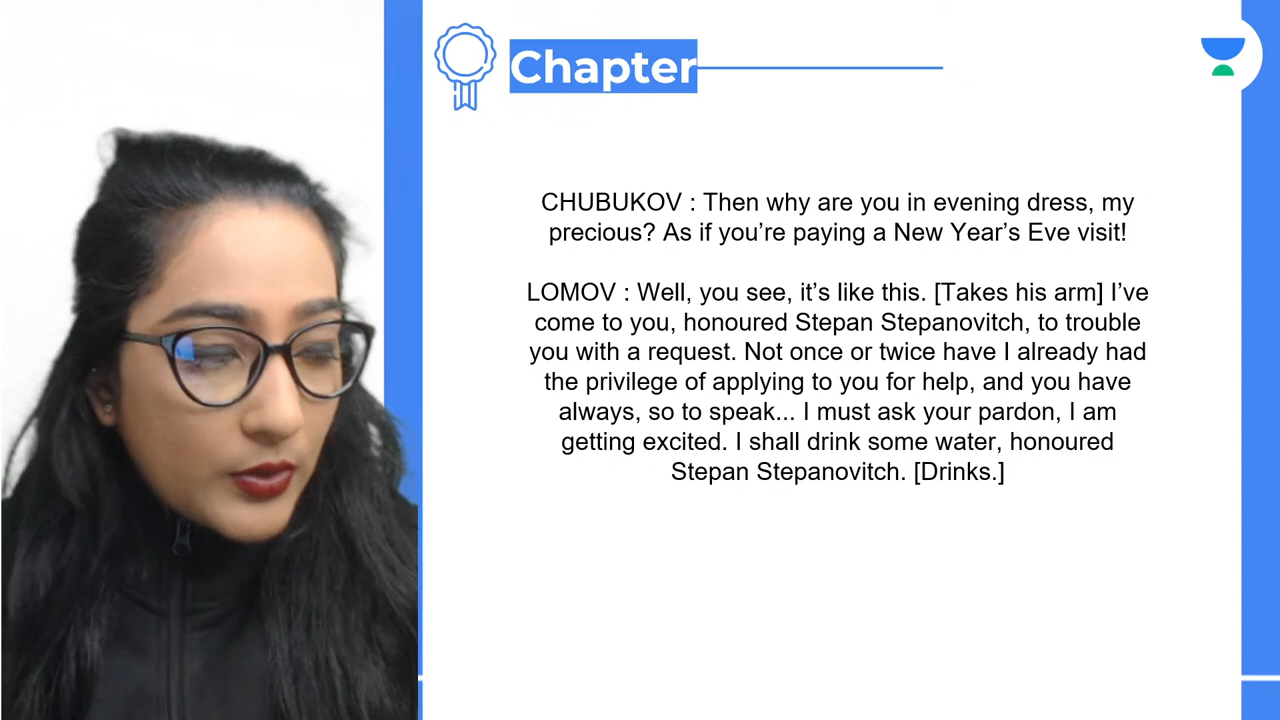 Chapter
CHUBUKOV : Then why are you in evening dress, my
precious? As if you’re paying a New Year’s Eve visit!
LOMOV : Well, you see, it’s like this. [Takes his arm] I’ve
come to you, honoured Stepan Stepanovitch, to trouble
you with a request. Not once or twice have I already had
the privilege of applying to you for help, and you have
always, so to speak... I must ask your pardon, I am
getting excited. I shall drink some water, honoured
Stepan Stepanovitch. [Drinks.]